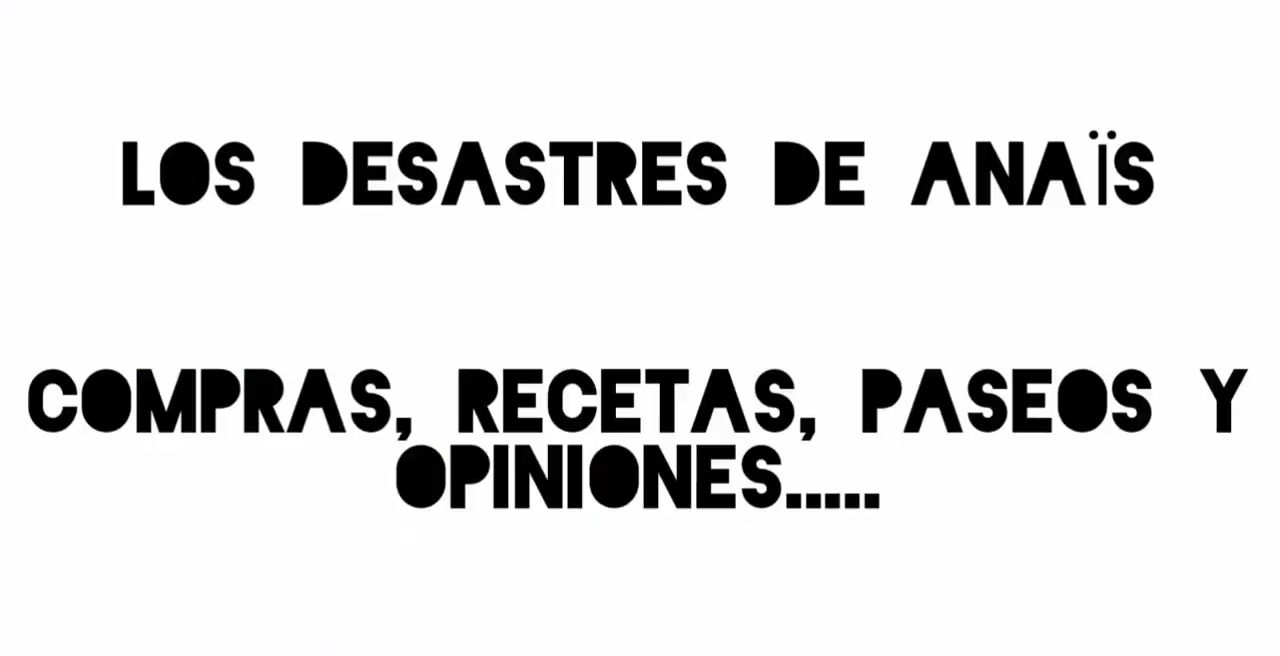 LOS DESASTRES DE ANAÏS
COMPRAS, RECETAS, PASEOS Y
OPINIONES.....